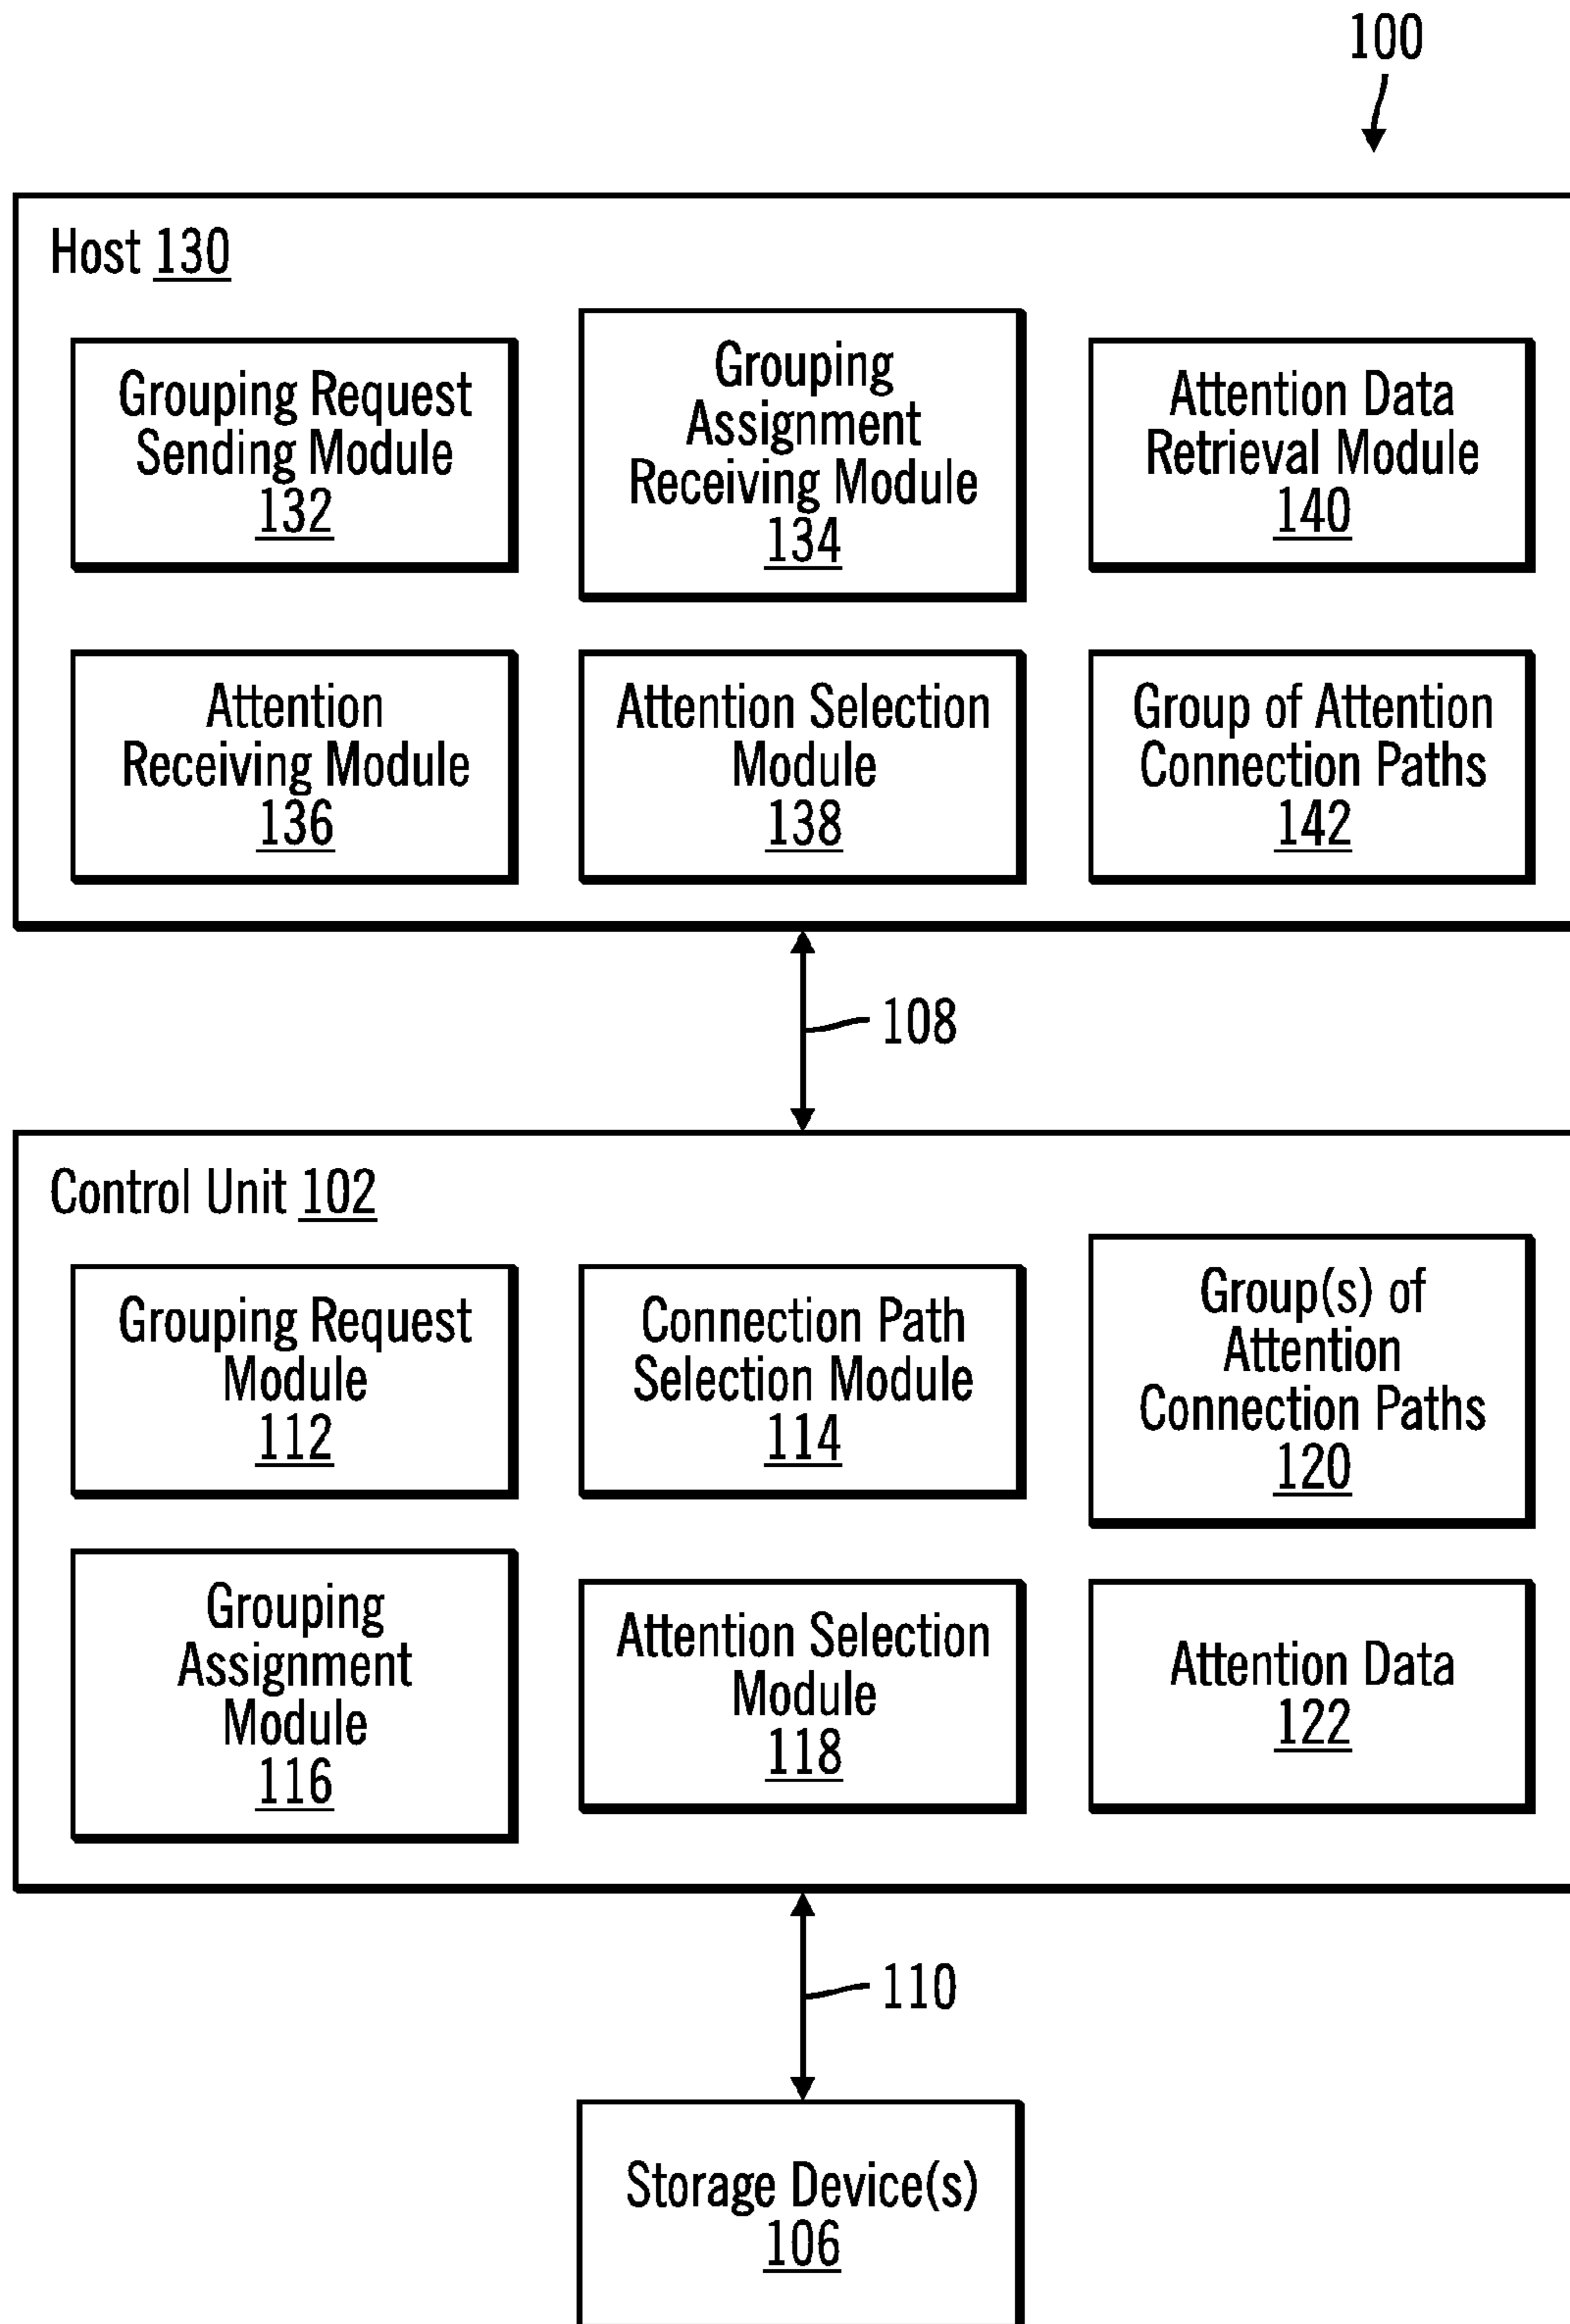 100
Host 130
Grouping Request
Sending Module
132
Grouping
Assignment
Receiving Module
134
Attention Data
Retrieval Module
140
Attention
Receiving Module
136
Attention Selection
Module
138
Group of Attention
Connection Paths
142
108
Control Unit 102
Grouping Request
Module
112
Connection Path
Selection Module
114
Group(s) of
Attention
Connection Paths
120
Grouping
Assignment
Module
116
Attention Selection
Module
118
Attention Data
122
110
Storage Device(s)
106